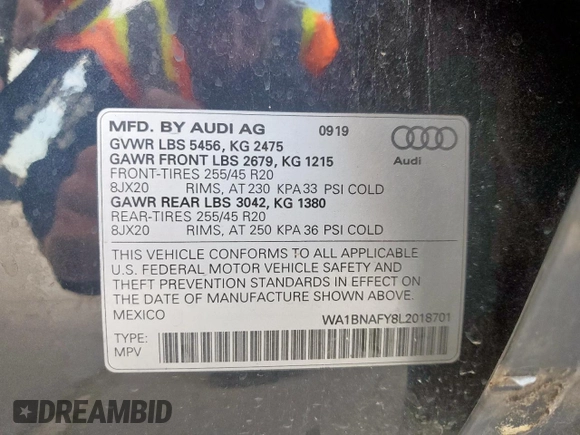 MFD. BY AUDI AG 0919
GVWR LBS 5456, KG 2475
GAWR FRONT LBS 2679, KG 1215
FRONT-TIRES 255/45 R20
8JX20 RIMS, AT 230 KPA 33 PSI COLD
GAWR REAR LBS 3042, KG 1380
REAR-TIRES 255/45 R20
8JX20 RIMS, AT 250 KPA 36 PSI COLD
Audi
THIS VEHICLE CONFORMS TO ALL APPLICABLE
U.S. FEDERAL MOTOR VEHICLE SAFETY AND
THEFT PREVENTION STANDARDS IN EFFECT ON
THE DATE OF MANUFACTURE SHOWN ABOVE.
MEXICO WA1BNAFY8L2018701
TYPE:
MPV
DREAMBID